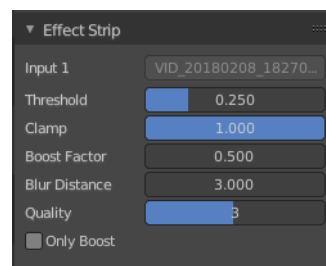 Effect Strip
Input 1 VID_20180208_18270...
Threshold 0.250
Clamp 1.000
Boost Factor 0.500
Blur Distance 3.000
Quality 3
Only Boost